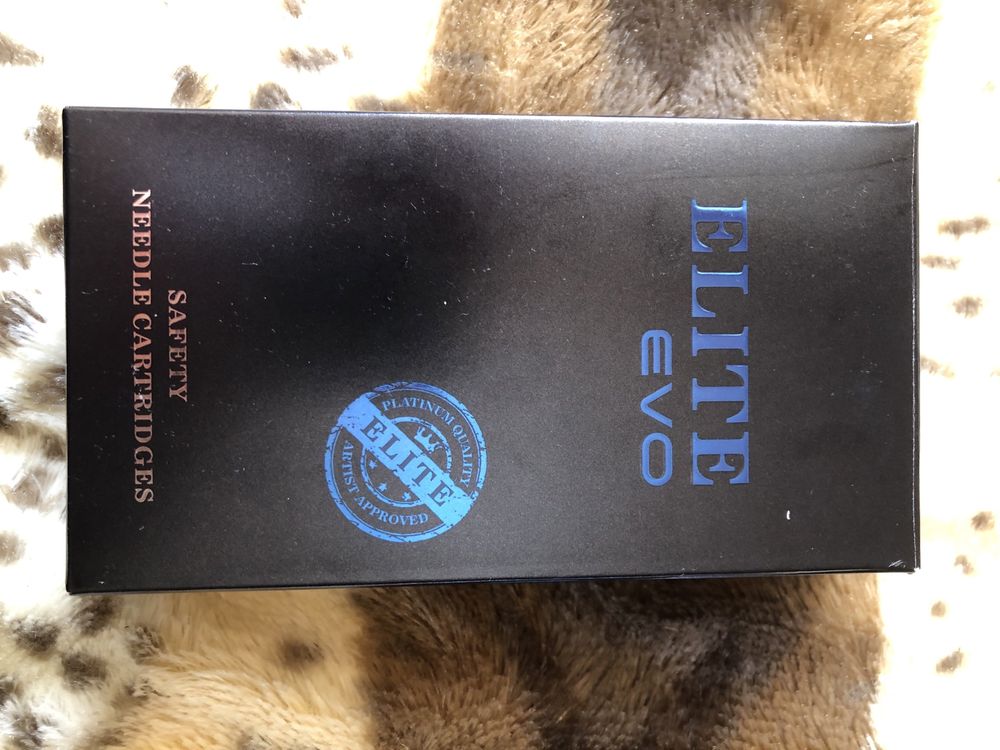 ELITE
EVO
PLATINUM QUALITY
ELITE
ARTIST APPROVED
SAFETY
NEEDLE CARTRIDGES